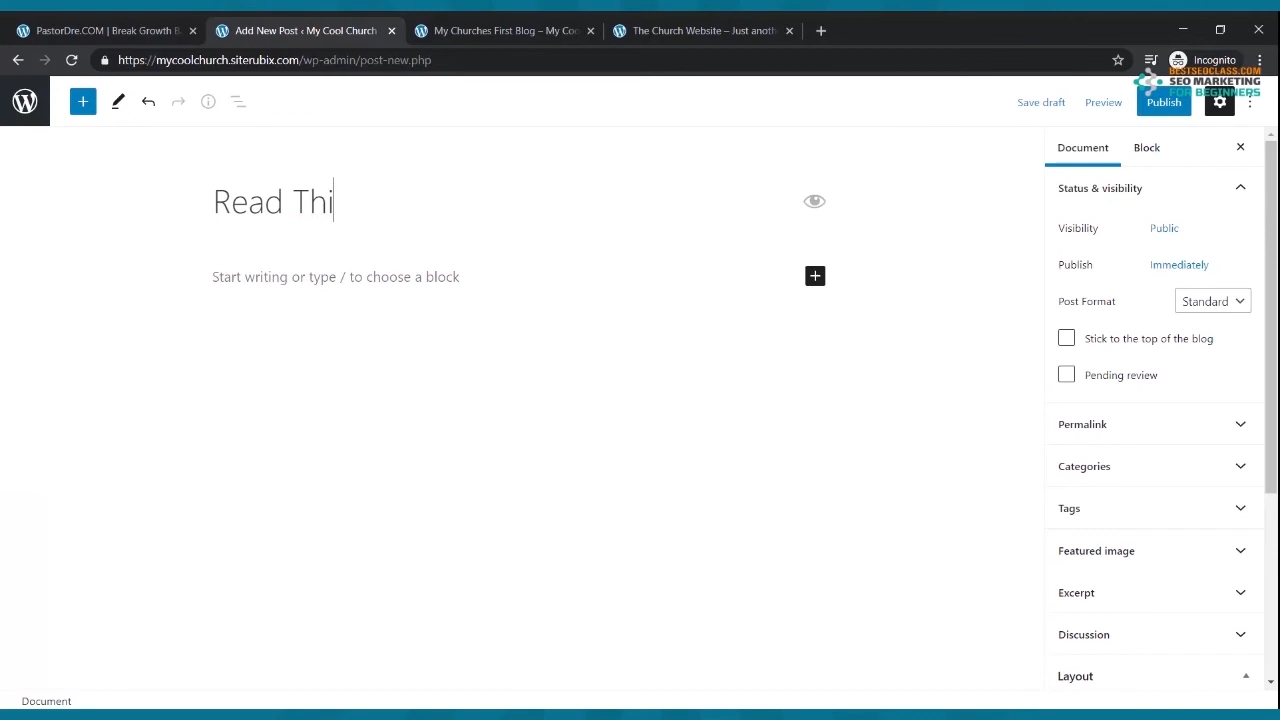 PastorDre.COM | Break Growth B
Add New Post ‹ My Cool Church
My Churches First Blog – My Coo
The Church Website – Just anoth
https://mycoolchurch.siterubix.com/wp-admin/post-new.php
Incognito
BESTSEOCLASS.COM
SEO MARKETING
FOR BEGINNERS
Save draft
Preview
Publish
Document
Block
Read Thi
Start writing or type / to choose a block
Status & visibility
Visibility
Public
Publish
Immediately
Post Format
Standard
Stick to the top of the blog
Pending review
Permalink
Categories
Tags
Featured image
Excerpt
Discussion
Layout
Document